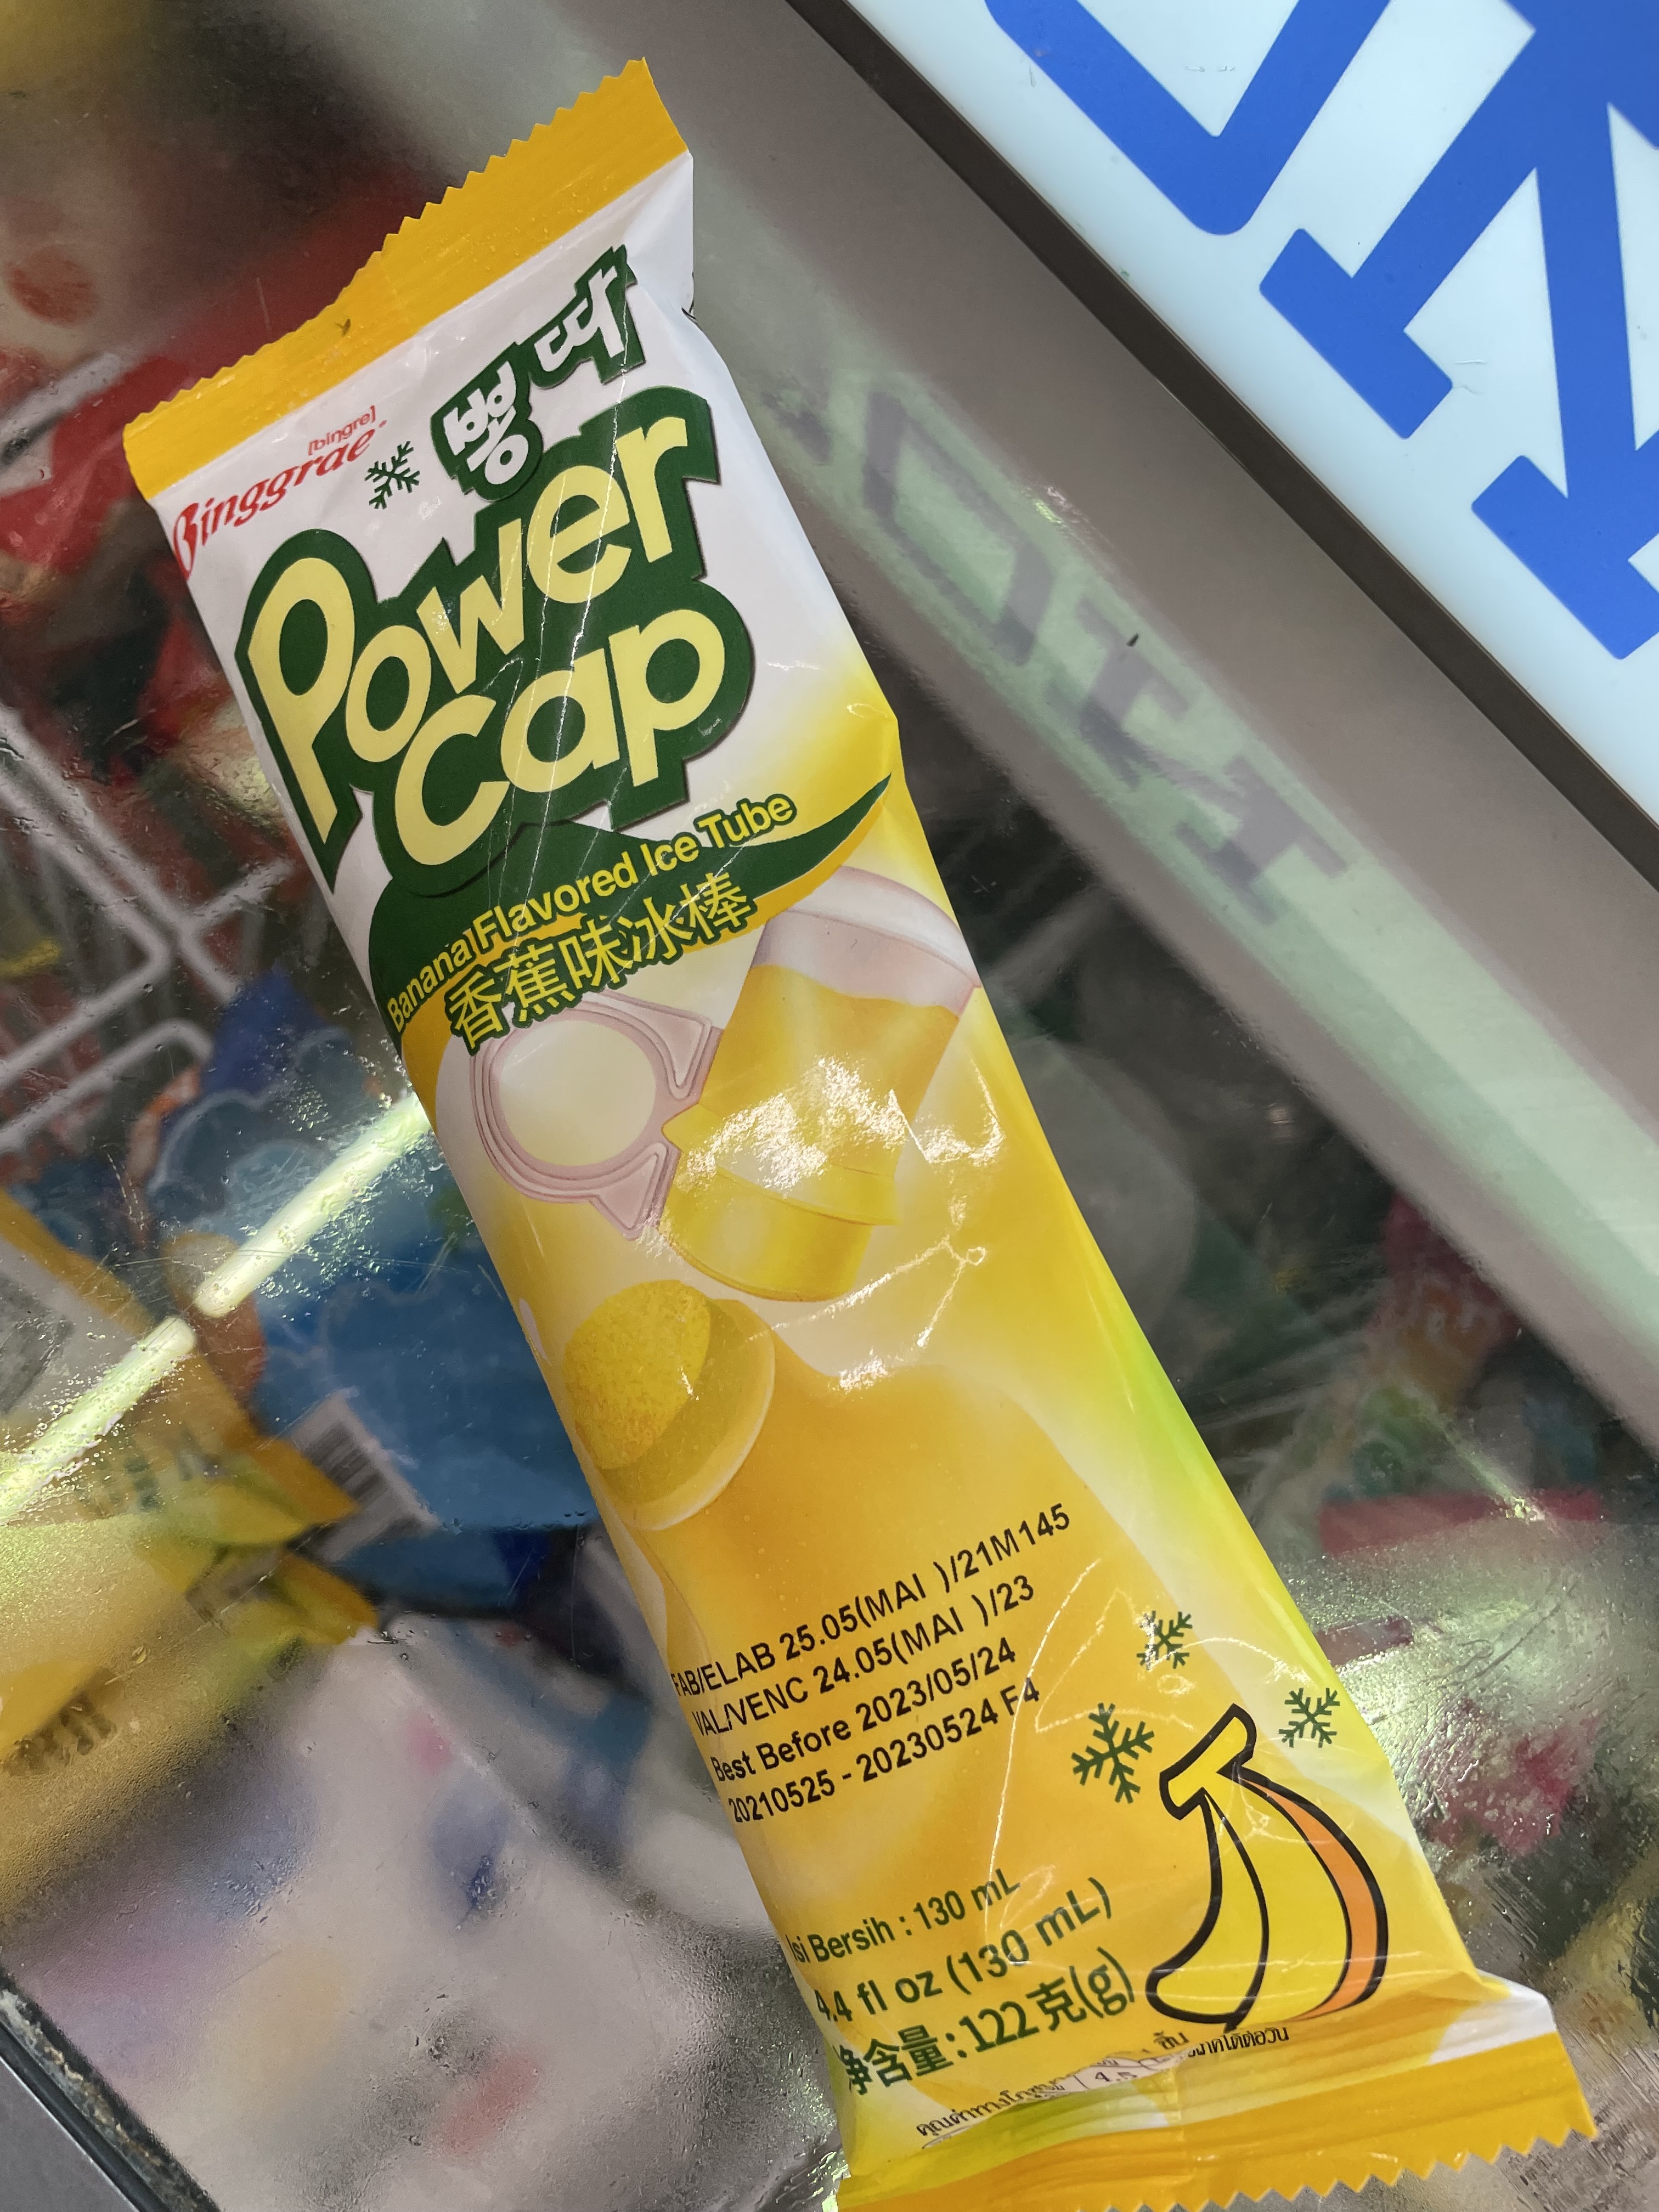 [bingre]
Binggrae
뽕따
Power
cap
Banana Flavored Ice Tube
香蕉味冰棒
FAB/ELAB 25.05(MAI )/21M145
VAL/VENC 24.05(MAI )/23
Best Before 2023/05/24
20210525 - 20230524 F4
Isi Bersih : 130 mL
4.4 fl oz (130 mL)
净含量:122克(g)